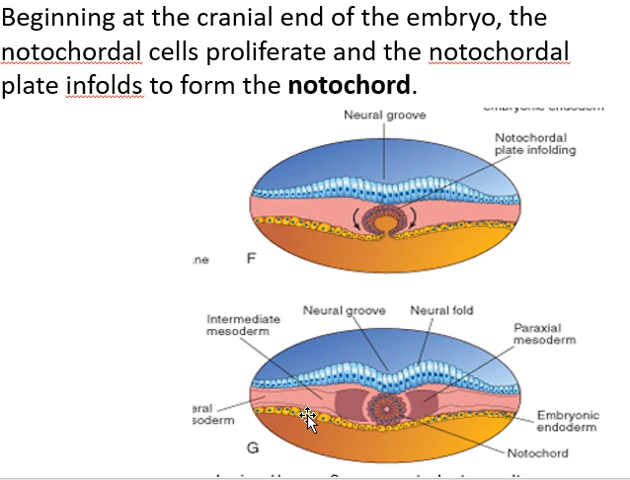 Beginning at the cranial end of the embryo, the
notochordal cells proliferate and the notochordal
plate infolds to form the notochord.
Neural groove
Notochordal
plate infolding
F
Intermediate
mesoderm
Neural groove
Neural fold
Paraxial
mesoderm
Embryonic
endoderm
G
Notochord